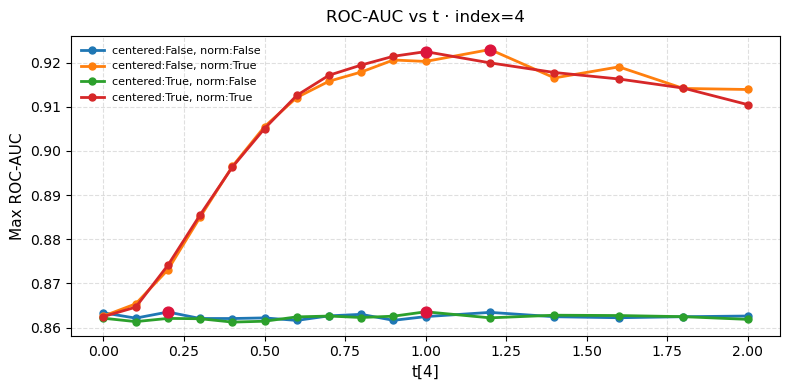 ROC-AUC vs t · index=4
centered:False, norm:False
centered:False, norm:True
centered:True, norm:False
centered:True, norm:True
Max ROC-AUC
0.92
0.91
0.90
0.89
0.88
0.87
0.86
0.00 0.25 0.50 0.75 1.00 1.25 1.50 1.75 2.00
t[4]